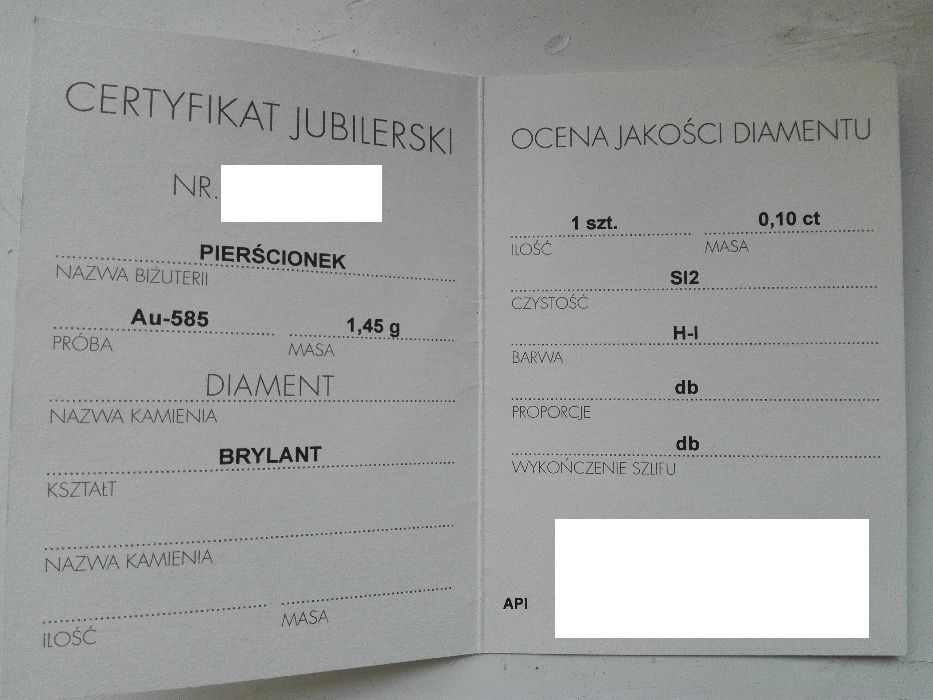 CERTYFIKAT JUBILERSKI
NR.
PIERŚCIONEK
NAZWA BIŻUTERII
Au-585 1,45 g
PRÓBA MASA
DIAMENT
NAZWA KAMIENIA
BRYLANT
KSZTAŁT
NAZWA KAMIENIA
ILOŚĆ MASA
OCENA JAKOŚCI DIAMENTU
1 szt. 0,10 ct
ILOŚĆ MASA
SI2
CZYSTOŚĆ
H-I
BARWA
db
PROPORCJE
db
WYKOŃCZENIE SZLIFU
API